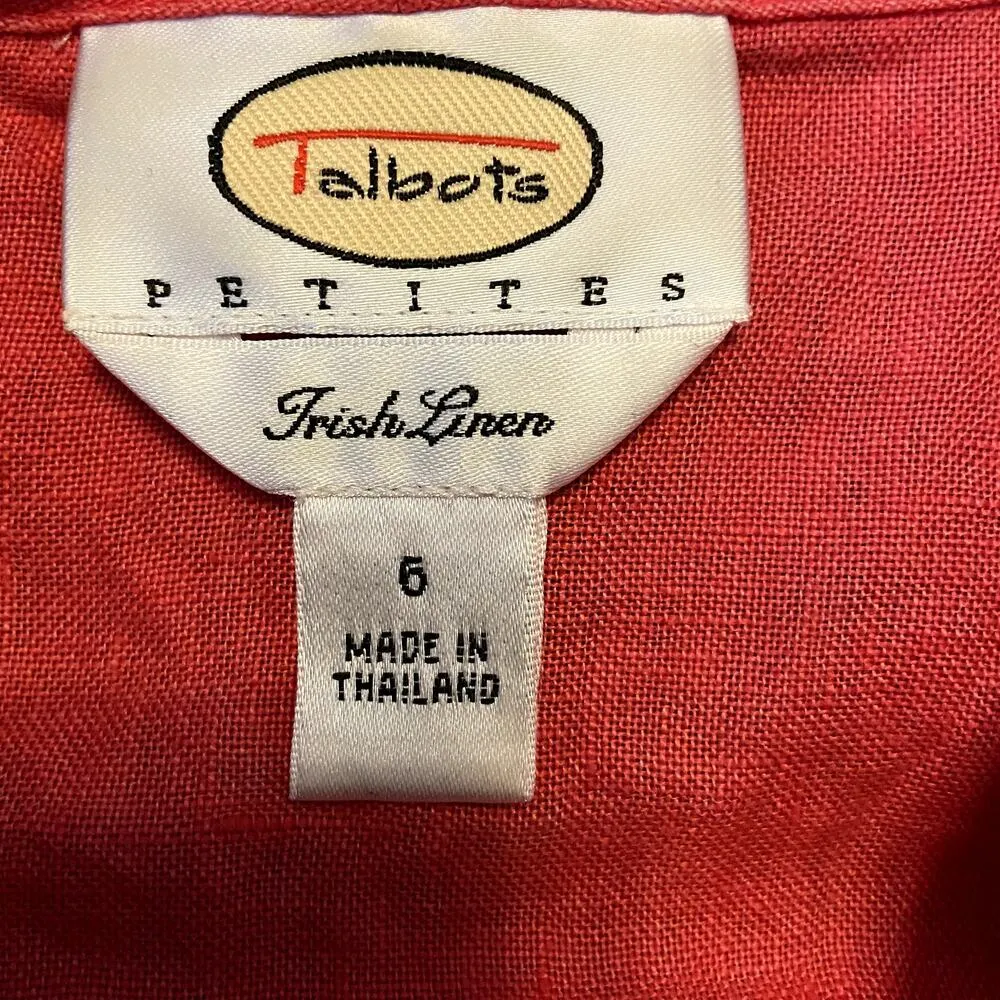 Talbots
PETITES
Irish Linen
6
MADE IN
THAILAND